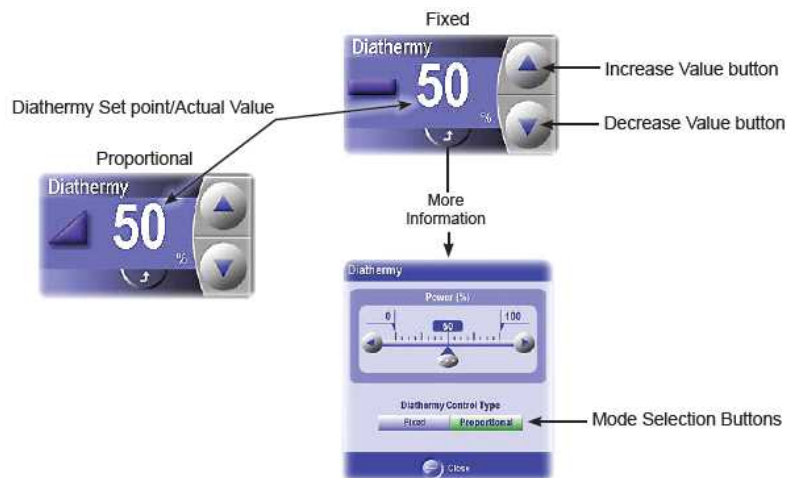 Fixed
Diathermy
50
%
Increase Value button
Decrease Value button
Diathermy Set point/Actual Value
Proportional
Diathermy
50
%
More
Information
Diathermy
Power (%)
0
50
100
Diathermy Control Type
Fixed
Proportional
Mode Selection Buttons
Close